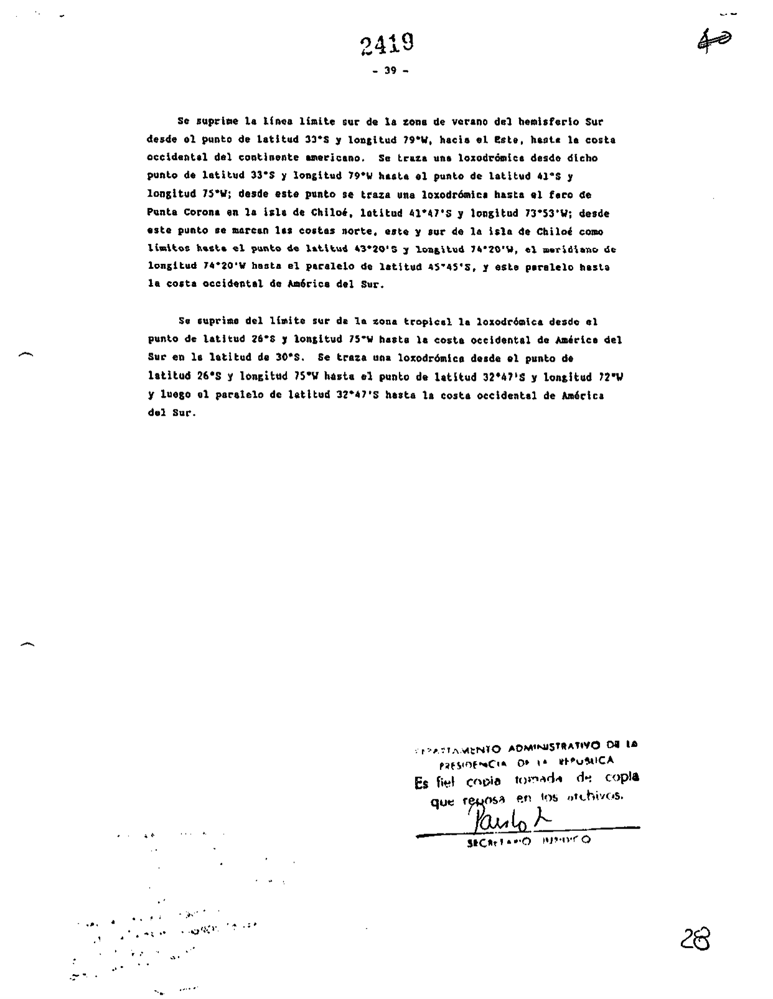 2419
40
- 39 -
Se suprime la línea límite sur de la zona de verano del hemisferio Sur
desde el punto de latitud 33°S y longitud 79°W, hacia el Este, hasta la costa
occidental del continente americano. Se traza una loxodrómica desde dicho
punto de latitud 33°S y longitud 79°W hasta el punto de latitud 41°S y
longitud 75°W; desde este punto se traza una loxodrómica hasta el faro de
Punta Corona en la isla de Chiloé, latitud 41°47'S y longitud 73°53'W; desde
este punto se marcan las costas norte, este y sur de la isla de Chiloé como
límites hasta el punto de latitud 43°20'S y longitud 74°20'W, el meridiano de
longitud 74°20'W hasta el paralelo de latitud 45°45'S, y este paralelo hasta
la costa occidental de América del Sur.
Se suprime del límite sur de la zona tropical la loxodrómica desde el
punto de latitud 26°S y longitud 75°W hasta la costa occidental de América del
Sur en la latitud de 30°S. Se traza una loxodrómica desde el punto de
latitud 26°S y longitud 75°W hasta el punto de latitud 32°47'S y longitud 72°W
y luego el paralelo de latitud 32°47'S hasta la costa occidental de América
del Sur.
DEPARTAMENTO ADMINISTRATIVO DE LA
PRESIDENCIA DE LA REPUBLICA
Es fiel copia tomada de copia
que reposa en los archivos.
SECRETARIO JURIDICO
28